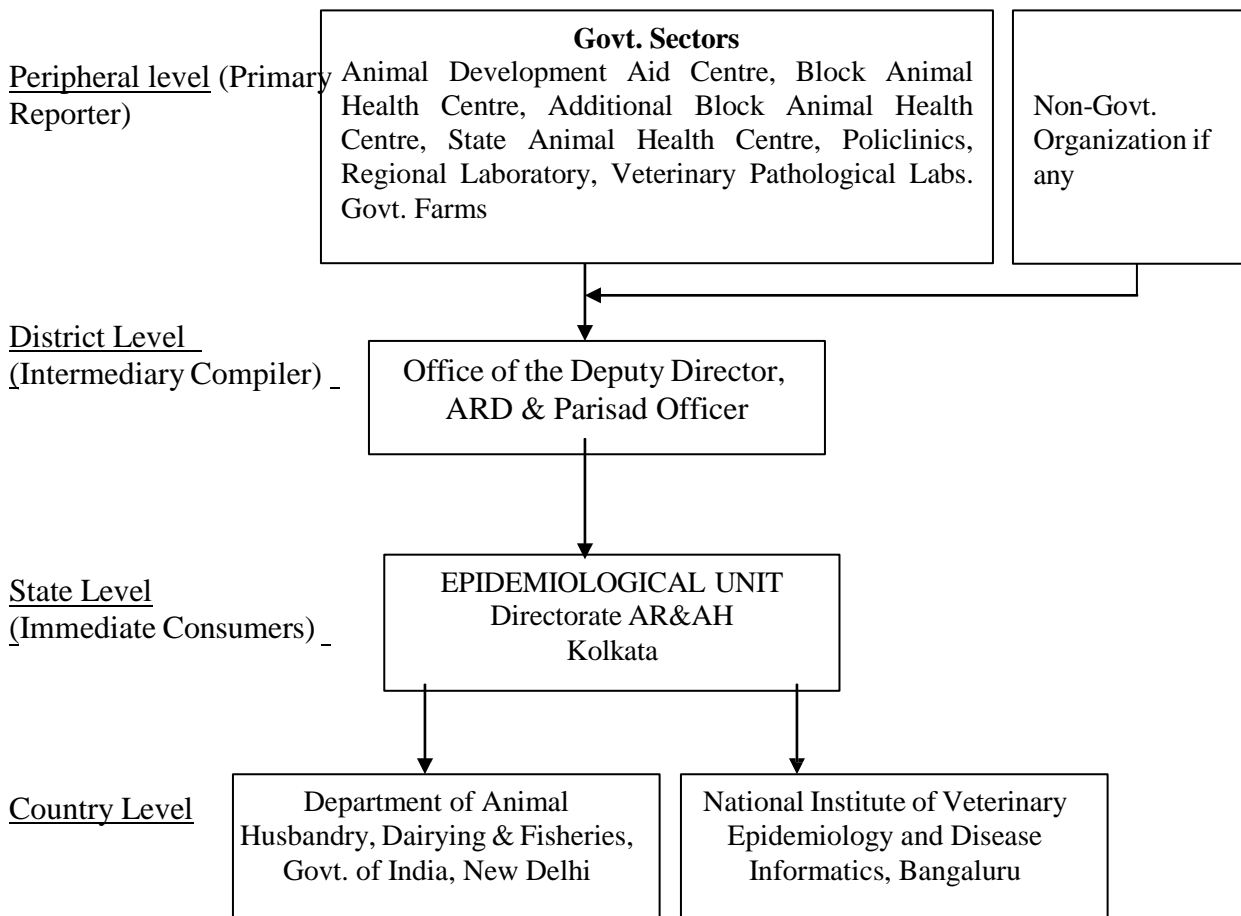 Govt. Sectors
Peripheral level (Primary
Reporter)
Animal Development Aid Centre, Block Animal
Health Centre, Additional Block Animal Health
Centre, State Animal Health Centre, Policlinics,
Regional Laboratory, Veterinary Pathological Labs.
Govt. Farms
Non-Govt.
Organization if
any
District Level
(Intermediary Compiler)
Office of the Deputy Director,
ARD & Parisad Officer
State Level
(Immediate Consumers)
EPIDEMIOLOGICAL UNIT
Directorate AR&AH
Kolkata
Country Level
Department of Animal
Husbandry, Dairying & Fisheries,
Govt. of India, New Delhi
National Institute of Veterinary
Epidemiology and Disease
Informatics, Bangaluru